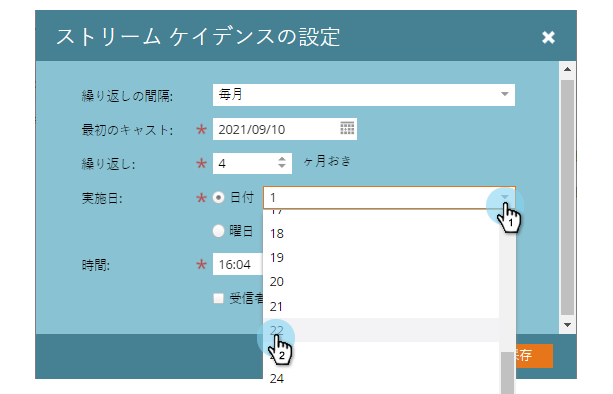 ストリーム ケイデンスの設定
繰り返しの間隔: 毎月
最初のキャスト: * 2021/09/10
繰り返し: * 4 ヶ月おき
実施日: * 日付 1
17
曜日 18
19
時間: * 16:04 20
21
受信者
22
24
保存
1
2